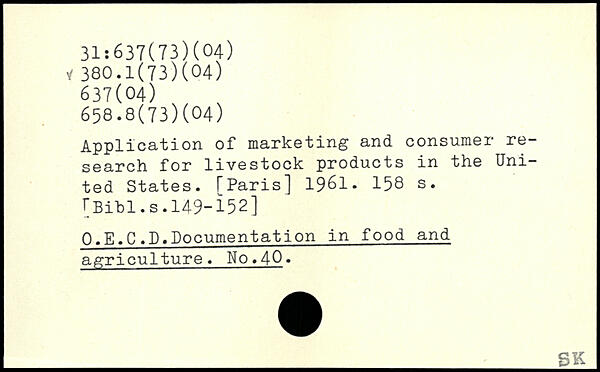 31:637(73)(04)
√ 380.1(73)(04)
637(04)
658.8(73)(04)
Application of marketing and consumer re-
search for livestock products in the Uni-
ted States. [Paris] 1961. 158 s.
[Bibl.s.149-152]
O.E.C.D.Documentation in food and
agriculture. No.40.
SK